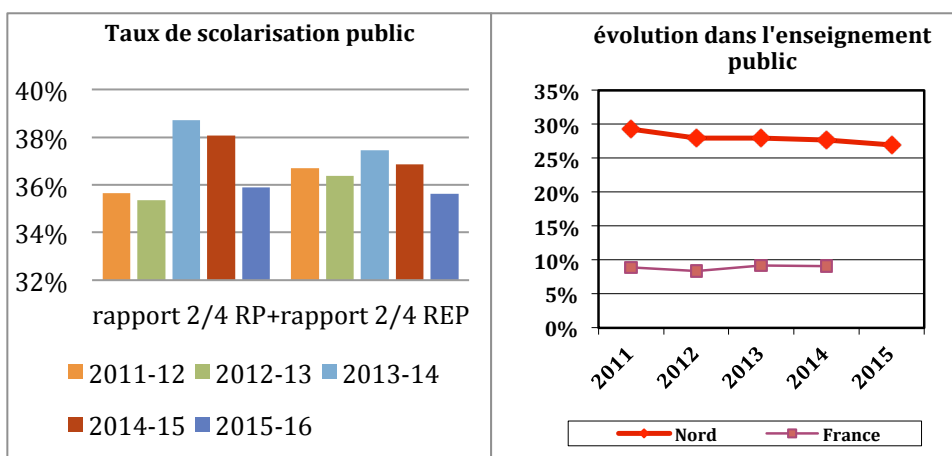 Taux de scolarisation public
40%
38%
36%
34%
32%
rapport 2/4 RP+rapport 2/4 REP
2011-12 2012-13 2013-14
2014-15 2015-16
évolution dans l'enseignement
public
35%
30%
25%
20%
15%
10%
5%
0%
2011 2012 2013 2014 2015
Nord France